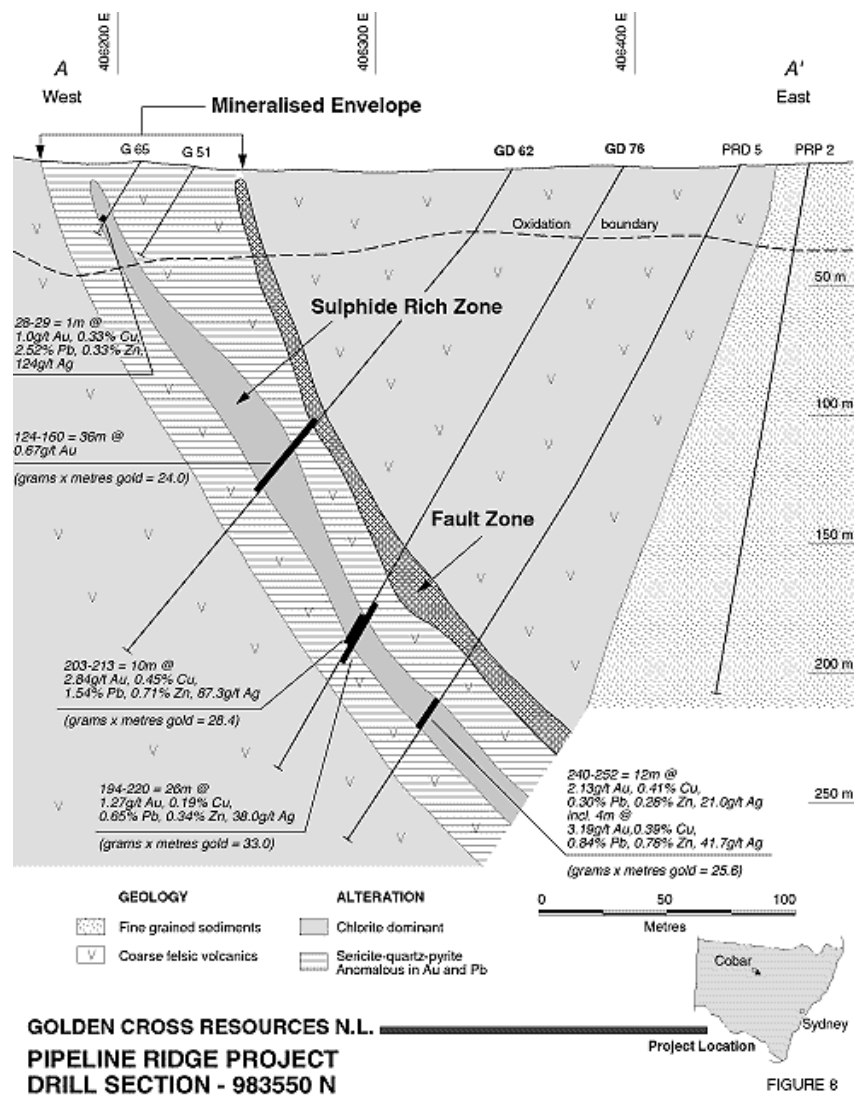 406200 E
406300 E
406400 E
A
West
A'
East
Mineralised Envelope
G 65
G 51
GD 62
GD 76
PRD 5
PRP 2
Oxidation boundary
50 m
Sulphide Rich Zone
28-29 = 1m @
1.0g/t Au, 0.33% Cu,
2.52% Pb, 0.33% Zn,
124g/t Ag
100 m
124-160 = 36m @
0.67g/t Au
(grams x metres gold = 24.0)
Fault Zone
150 m
200 m
203-213 = 10m @
2.84g/t Au, 0.45% Cu,
1.54% Pb, 0.71% Zn, 87.3g/t Ag
(grams x metres gold = 28.4)
194-220 = 26m @
1.27g/t Au, 0.19% Cu,
0.65% Pb, 0.34% Zn, 38.0g/t Ag
(grams x metres gold = 33.0)
240-252 = 12m @
2.13g/t Au, 0.41% Cu,
0.30% Pb, 0.26% Zn, 21.0g/t Ag
incl. 4m @
3.19g/t Au,0.39% Cu,
0.84% Pb, 0.76% Zn, 41.7g/t Ag
(grams x metres gold = 25.6)
250 m
GEOLOGY
Fine grained sediments
V Coarse felsic volcanics
ALTERATION
Chlorite dominant
Sericite-quartz-pyrite
Anomalous in Au and Pb
0 50 100
Metres
Cobar
Sydney
Project Location
GOLDEN CROSS RESOURCES N.L.
PIPELINE RIDGE PROJECT
DRILL SECTION - 983550 N
FIGURE 6